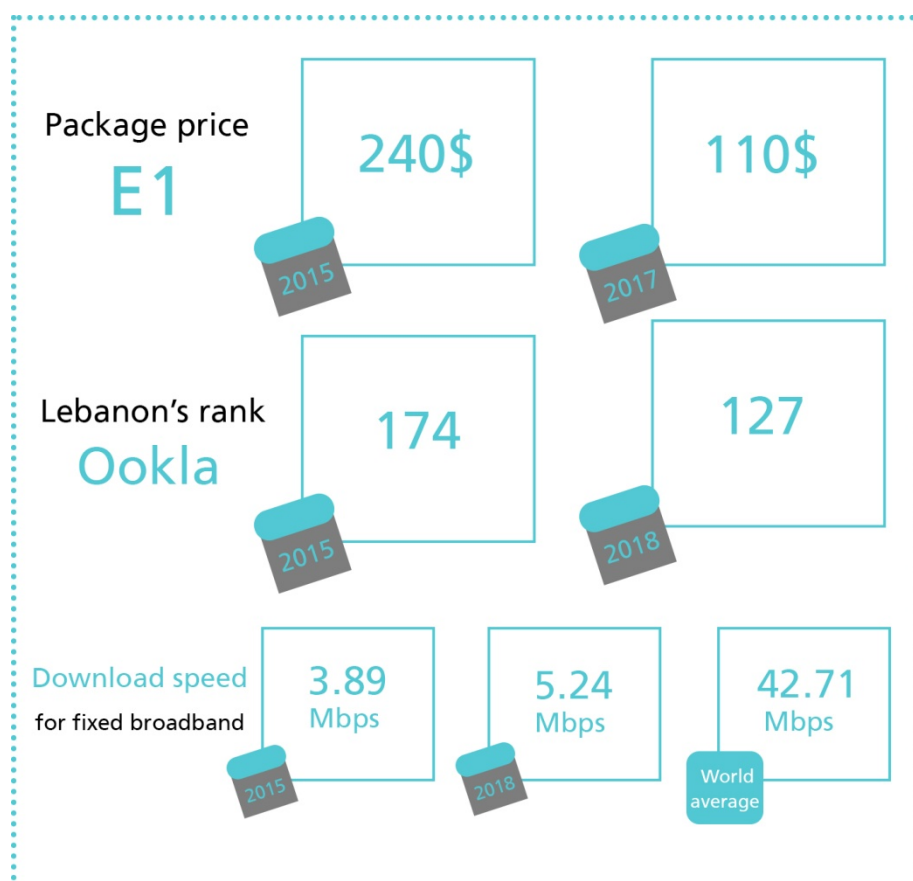 Package price
E1
240$
2015
110$
2017
Lebanon's rank
Ookla
174
2015
127
2018
Download speed
for fixed broadband
3.89
Mbps
2015
5.24
Mbps
2018
42.71
Mbps
World
average